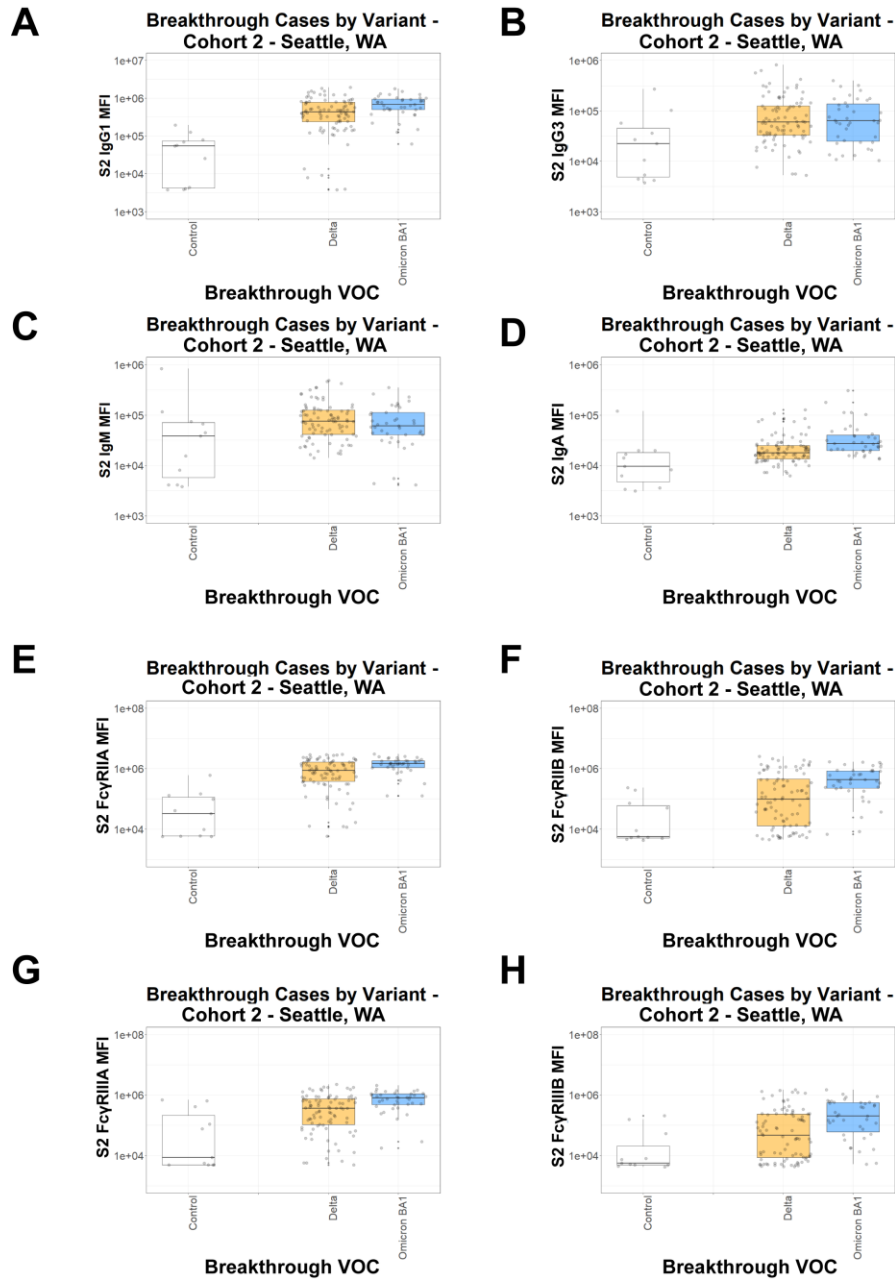 A
Breakthrough Cases by Variant -
Cohort 2 - Seattle, WA
S2 IgG1 MFI
1e+07
1e+06
1e+05
1e+04
1e+03
Control
Delta
Omicron BA1
Breakthrough VOC
B
Breakthrough Cases by Variant -
Cohort 2 - Seattle, WA
S2 IgG3 MFI
1e+06
1e+05
1e+04
1e+03
Control
Delta
Omicron BA1
Breakthrough VOC
C
Breakthrough Cases by Variant -
Cohort 2 - Seattle, WA
S2 IgM MFI
1e+06
1e+05
1e+04
1e+03
Control
Delta
Omicron BA1
Breakthrough VOC
D
Breakthrough Cases by Variant -
Cohort 2 - Seattle, WA
S2 IgA MFI
1e+06
1e+05
1e+04
1e+03
Control
Delta
Omicron BA1
Breakthrough VOC
E
Breakthrough Cases by Variant -
Cohort 2 - Seattle, WA
S2 FcγRIIA MFI
1e+08
1e+06
1e+04
Control
Delta
Omicron BA1
Breakthrough VOC
F
Breakthrough Cases by Variant -
Cohort 2 - Seattle, WA
S2 FcγRIIB MFI
1e+08
1e+06
1e+04
Control
Delta
Omicron BA1
Breakthrough VOC
G
Breakthrough Cases by Variant -
Cohort 2 - Seattle, WA
S2 FcγRIIIA MFI
1e+08
1e+06
1e+04
Control
Delta
Omicron BA1
Breakthrough VOC
H
Breakthrough Cases by Variant -
Cohort 2 - Seattle, WA
S2 FcγRIIIB MFI
1e+08
1e+06
1e+04
Control
Delta
Omicron BA1
Breakthrough VOC